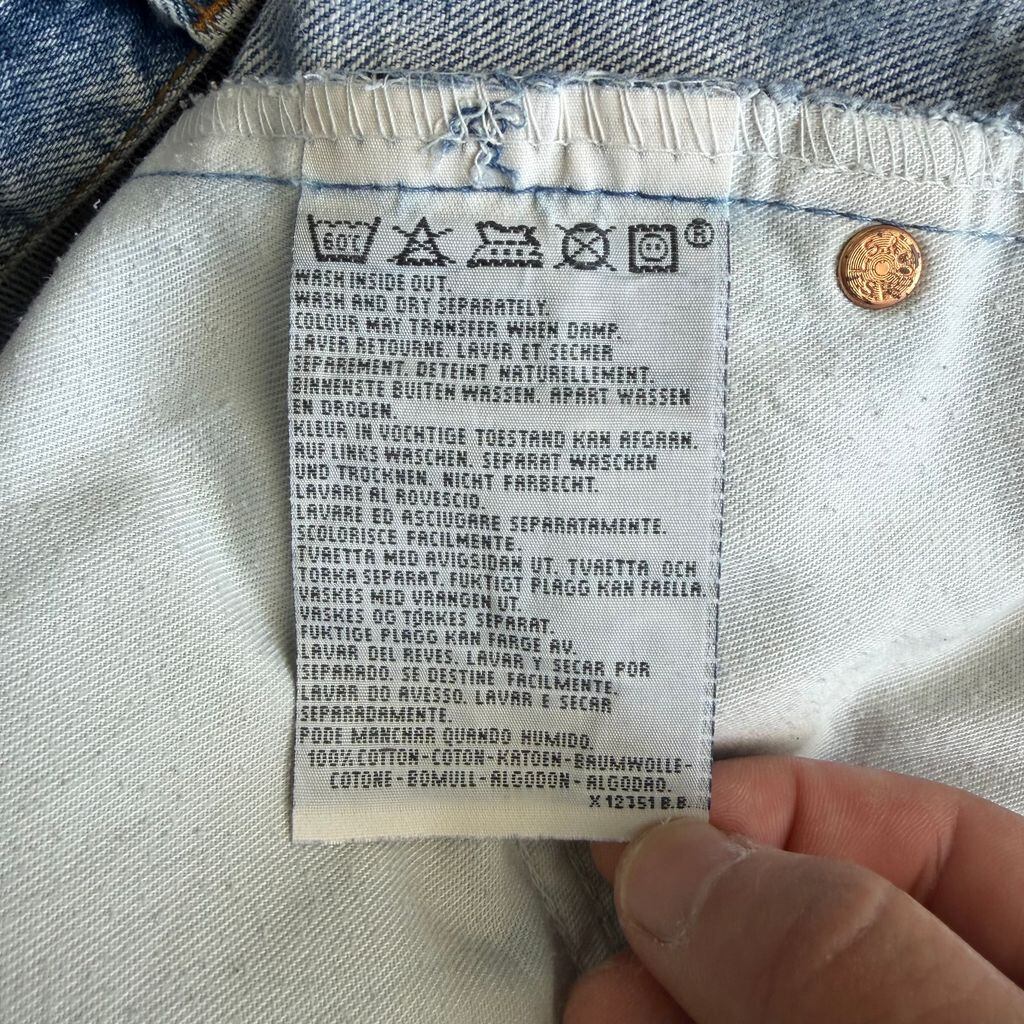 60C ®
WASH INSIDE OUT.
WASH AND DRY SEPARATELY.
COLOUR MAY TRANSFER WHEN DAMP.
LAVER RETOURNE. LAVER ET SECHER
SEPAREMENT. DETEINT NATURELLEMENT.
BINNENSTE BUITEN WASSEN. APART WASSEN
EN DROGEN.
KLEUR IN VOCHTIGE TOESTAND KAN AFGRAN.
AUF LINKS WASCHEN. SEPARAT WASCHEN
UND TROCKNEN. NICHT FARBECHT.
LAVARE AL ROVESCIO.
LAVARE ED ASCIUGARE SEPARATAMENTE.
SCOLORISCE FACILMENTE.
TVAETTA MED AVIGSIDAN UT. TVAETTA OCH
TORKA SEPARAT. FUKTIGT PLAGG KAN FAELLA.
VASKES MED VRANGEN UT.
VASKES OG TØRKES SEPARAT.
FUKTIGE PLAGG KAN FARGE AV.
LAVAR DEL REVES. LAVAR Y SECAR POR
SEPARADO. SE DESTINE FACILMENTE.
LAVAR DO AVESSO. LAVAR E SECAR
SEPARADAMENTE.
PODE MANCHAR QUANDO HUMIDO.
100% COTTON-COTON-KATOEN-BAUMWOLLE-
COTONE-BOMULL-ALGODON-ALGODAO.
X 12351 B.B.